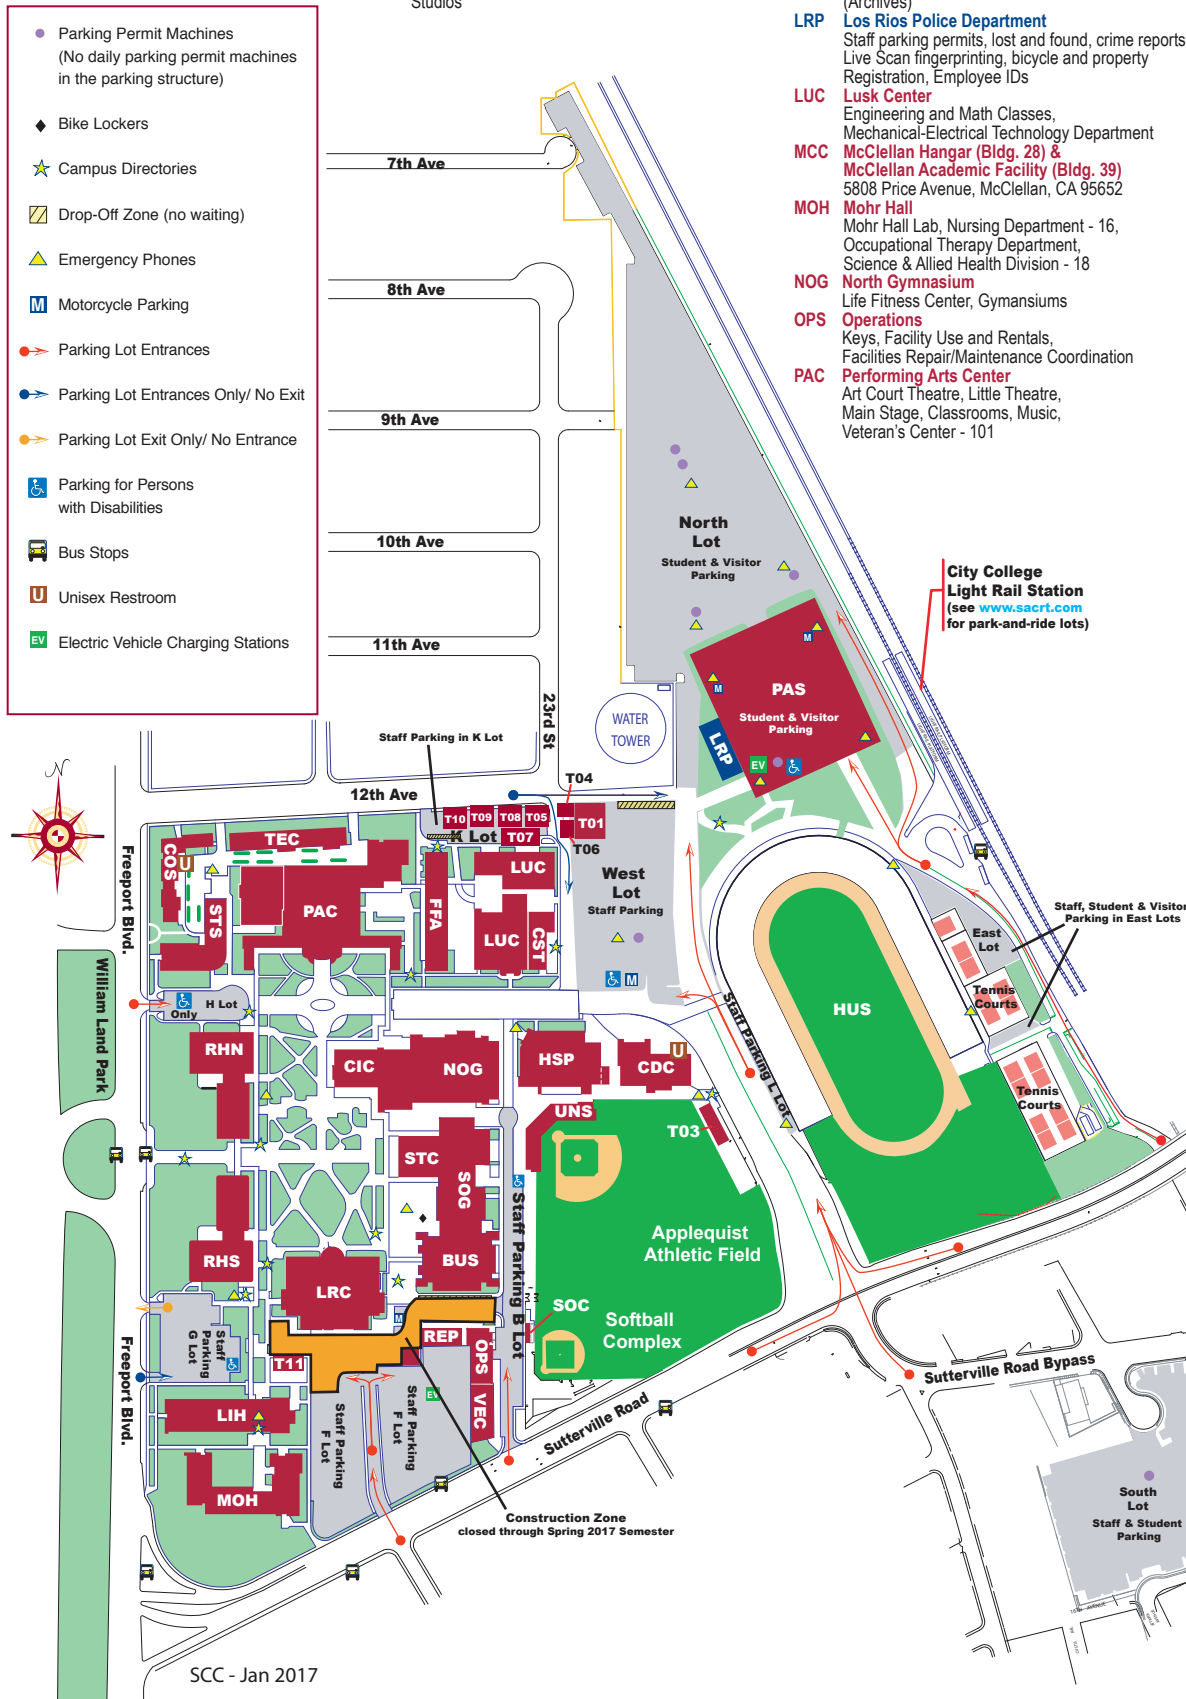 Studios
(Archives)
LRP Los Rios Police Department
Staff parking permits, lost and found, crime reports
Live Scan fingerprinting, bicycle and property
Registration, Employee IDs
LUC Lusk Center
Engineering and Math Classes,
Mechanical-Electrical Technology Department
MCC McClellan Hangar (Bldg. 28) &
McClellan Academic Facility (Bldg. 39)
5808 Price Avenue, McClellan, CA 95652
MOH Mohr Hall
Mohr Hall Lab, Nursing Department - 16,
Occupational Therapy Department,
Science & Allied Health Division - 18
NOG North Gymnasium
Life Fitness Center, Gymansiums
OPS Operations
Keys, Facility Use and Rentals,
Facilities Repair/Maintenance Coordination
PAC Performing Arts Center
Art Court Theatre, Little Theatre,
Main Stage, Classrooms, Music,
Veteran's Center - 101
Parking Permit Machines
(No daily parking permit machines
in the parking structure)
Bike Lockers
Campus Directories
Drop-Off Zone (no waiting)
Emergency Phones
M Motorcycle Parking
Parking Lot Entrances
Parking Lot Entrances Only/ No Exit
Parking Lot Exit Only/ No Entrance
Parking for Persons
with Disabilities
Bus Stops
U Unisex Restroom
EV Electric Vehicle Charging Stations
7th Ave
8th Ave
9th Ave
10th Ave
11th Ave
23rd St
12th Ave
North
Lot
Student & Visitor
Parking
City College
Light Rail Station
(see www.sacrt.com
for park-and-ride lots)
M
M
PAS
Student & Visitor
Parking
LRP
EV
WATER
TOWER
Staff Parking in K Lot
T04
T10
T09
T08
T05
T01
K Lot
T07
T06
N
Freeport Blvd.
William Land Park
COS
U
TEC
STS
PAC
FFA
LUC
LUC
CST
West
Lot
Staff Parking
M
Staff, Student & Visitor
Parking in East Lots
East
Lot
Tennis
Courts
Tennis
Courts
HUS
Staff Parking L Lot
H Lot
Only
RHN
CIC
NOG
HSP
CDC
U
UNS
T03
STC
SOG
BUS
Staff Parking B Lot
Applequist
Athletic Field
RHS
LRC
SOC
Softball
Complex
M
REP
OPS
VEC
Staff
Parking
G Lot
T11
Staff Parking
F Lot
Staff Parking
F Lot
EV
LIH
MOH
Freeport Blvd.
Sutterville Road
Sutterville Road Bypass
Construction Zone
closed through Spring 2017 Semester
South
Lot
Staff & Student
Parking
SCC - Jan 2017